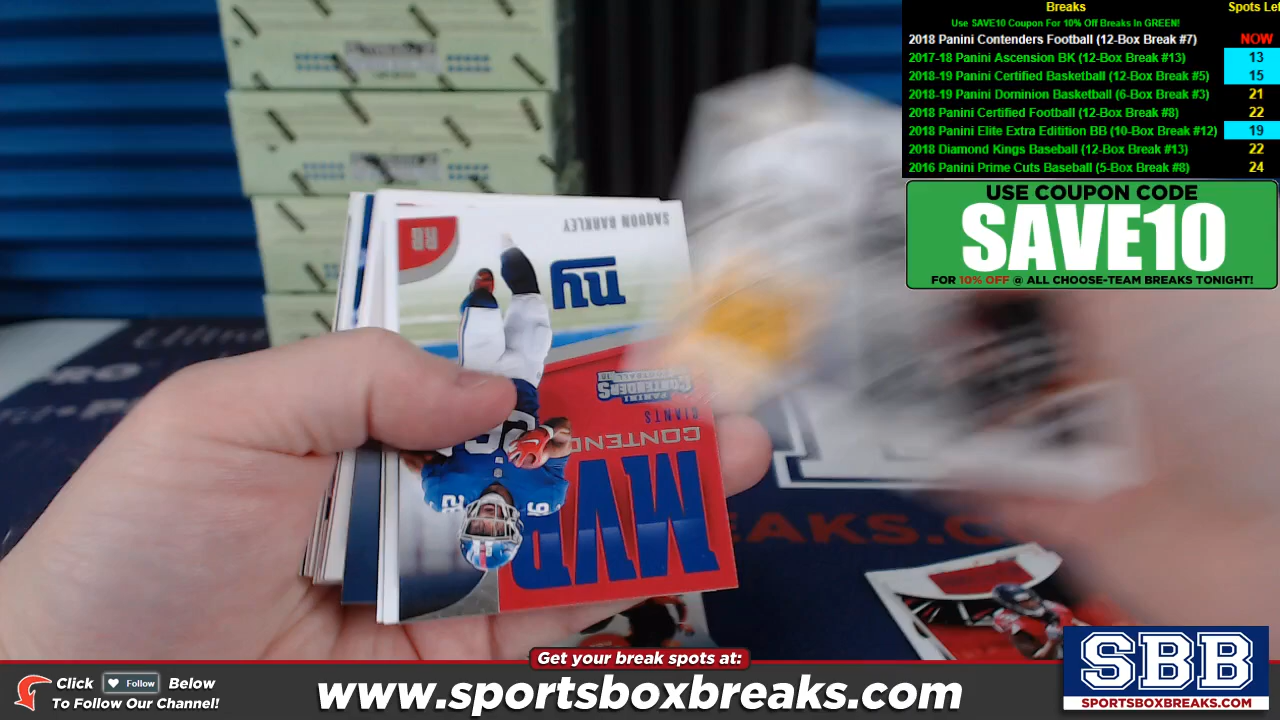 Breaks Spots Lef
Use SAVE10 Coupon For 10% Off Breaks In GREEN!
2018 Panini Contenders Football (12-Box Break #7) NOW
2017-18 Panini Ascension BK (12-Box Break #13) 13
2018-19 Panini Certified Basketball (12-Box Break #5) 15
2018-19 Panini Dominion Basketball (6-Box Break #3) 21
2018 Panini Certified Football (12-Box Break #8) 22
2018 Panini Elite Extra Edition BB (10-Box Break #12) 19
2018 Diamond Kings Baseball (12-Box Break #13) 22
2016 Panini Prime Cuts Baseball (5-Box Break #8) 24
USE COUPON CODE
SAVE10
FOR 10% OFF @ ALL CHOOSE-TEAM BREAKS TONIGHT!
SAQUON BARKLEY
RB
ny
PANINI
CONTENDERS
GIANTS
CONTEND
MVP
26
EAKS.com
SBB
SPORTSBOXBREAKS.COM
Get your break spots at:
www.sportsboxbreaks.com
Click Follow Below
To Follow Our Channel!